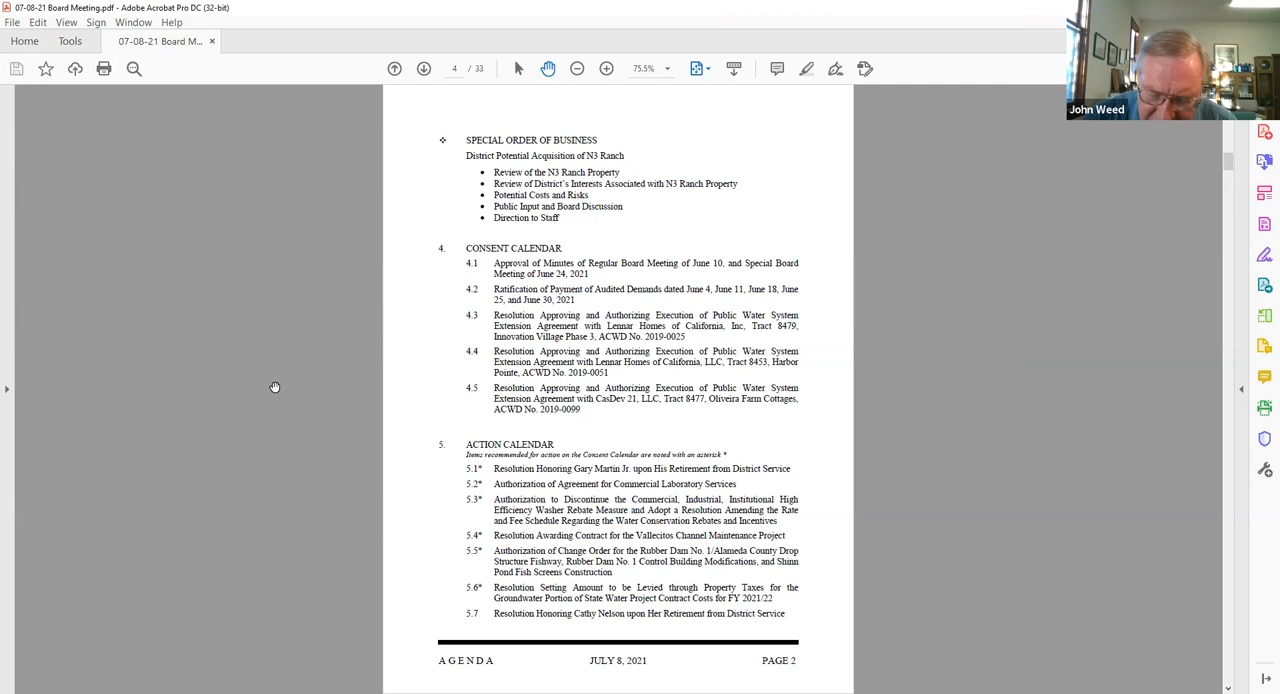 07-08-21 Board Meeting.pdf - Adobe Acrobat Pro DC (32-bit)
File Edit View Sign Window Help
Home Tools 07-08-21 Board M... ×
4 / 33 75.5%
John Weed
❖ SPECIAL ORDER OF BUSINESS
District Potential Acquisition of N3 Ranch
• Review of the N3 Ranch Property
• Review of District's Interests Associated with N3 Ranch Property
• Potential Costs and Risks
• Public Input and Board Discussion
• Direction to Staff
4. CONSENT CALENDAR
4.1 Approval of Minutes of Regular Board Meeting of June 10, and Special Board
Meeting of June 24, 2021
4.2 Ratification of Payment of Audited Demands dated June 4, June 11, June 18, June
25, and June 30, 2021
4.3 Resolution Approving and Authorizing Execution of Public Water System
Extension Agreement with Lennar Homes of California, Inc, Tract 8479,
Innovation Village Phase 3, ACWD No. 2019-0025
4.4 Resolution Approving and Authorizing Execution of Public Water System
Extension Agreement with Lennar Homes of California, LLC, Tract 8453, Harbor
Pointe, ACWD No. 2019-0051
4.5 Resolution Approving and Authorizing Execution of Public Water System
Extension Agreement with CasDev 21, LLC, Tract 8477, Oliveira Farm Cottages,
ACWD No. 2019-0099
5. ACTION CALENDAR
Items recommended for action on the Consent Calendar are noted with an asterisk *
5.1* Resolution Honoring Gary Martin Jr. upon His Retirement from District Service
5.2* Authorization of Agreement for Commercial Laboratory Services
5.3* Authorization to Discontinue the Commercial, Industrial, Institutional High
Efficiency Washer Rebate Measure and Adopt a Resolution Amending the Rate
and Fee Schedule Regarding the Water Conservation Rebates and Incentives
5.4* Resolution Awarding Contract for the Vallecitos Channel Maintenance Project
5.5* Authorization of Change Order for the Rubber Dam No. 1/Alameda County Drop
Structure Fishway, Rubber Dam No. 1 Control Building Modifications, and Shinn
Pond Fish Screens Construction
5.6* Resolution Setting Amount to be Levied through Property Taxes for the
Groundwater Portion of State Water Project Contract Costs for FY 2021/22
5.7 Resolution Honoring Cathy Nelson upon Her Retirement from District Service
AGENDA JULY 8, 2021 PAGE 2